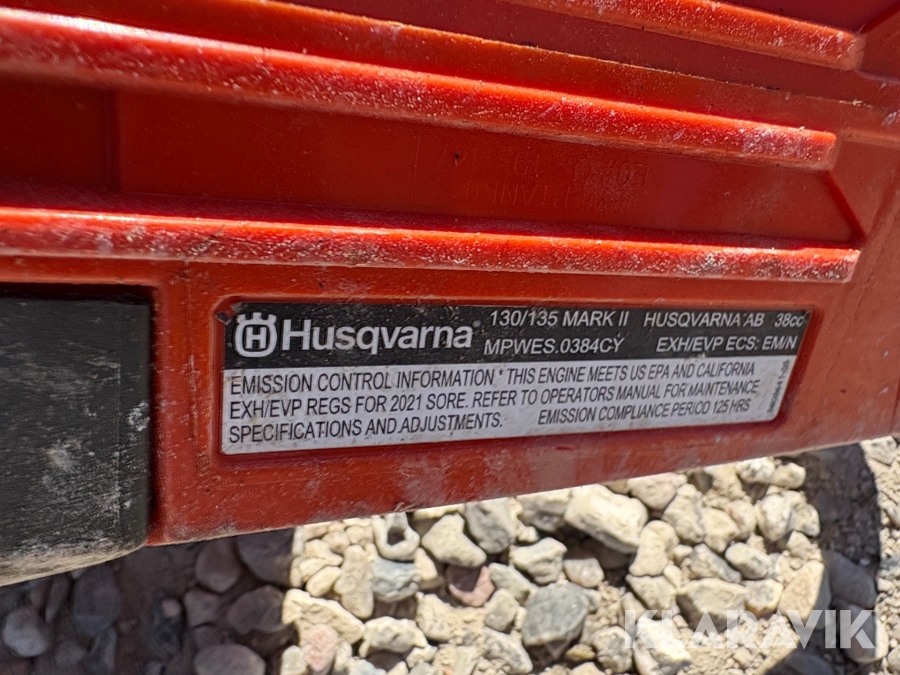 Husqvarna
130/135 MARK II HUSQVARNA AB 38cc
MPWES.0384CY EXH/EVP ECS: EM/N
EMISSION CONTROL INFORMATION * THIS ENGINE MEETS US EPA AND CALIFORNIA
EXH/EVP REGS FOR 2021 SORE. REFER TO OPERATORS MANUAL FOR MAINTENANCE
SPECIFICATIONS AND ADJUSTMENTS. EMISSION COMPLIANCE PERIOD 125 HRS
KLARAVIK